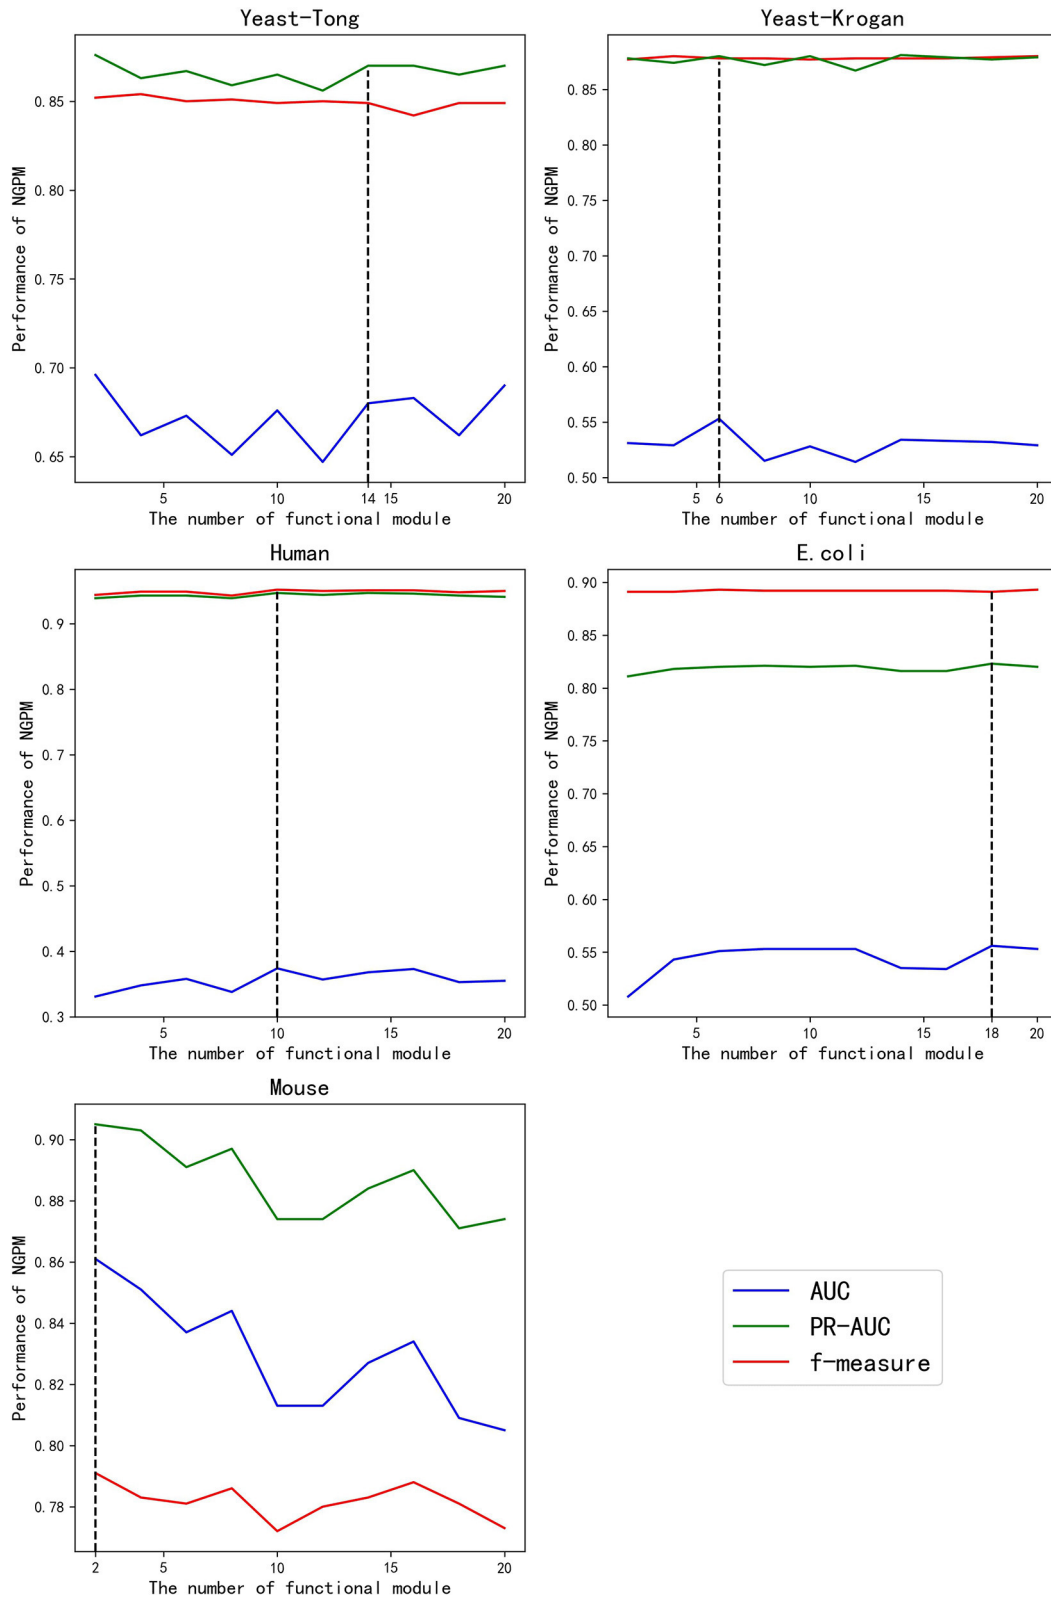 Yeast-Tong
Performance of NGPM
0.85
0.80
0.75
0.70
0.65
5 10 14 15 20
The number of functional module
Yeast-Krogan
Performance of NGPM
0.85
0.80
0.75
0.70
0.65
0.60
0.55
0.50
5 6 10 15 20
The number of functional module
Human
Performance of NGPM
0.9
0.8
0.7
0.6
0.5
0.4
0.3
5 10 15 20
The number of functional module
E.coli
Performance of NGPM
0.90
0.85
0.80
0.75
0.70
0.65
0.60
0.55
0.50
5 10 15 18 20
The number of functional module
Mouse
Performance of NGPM
0.90
0.88
0.86
0.84
0.82
0.80
0.78
2 5 10 15 20
The number of functional module
AUC
PR-AUC
f-measure